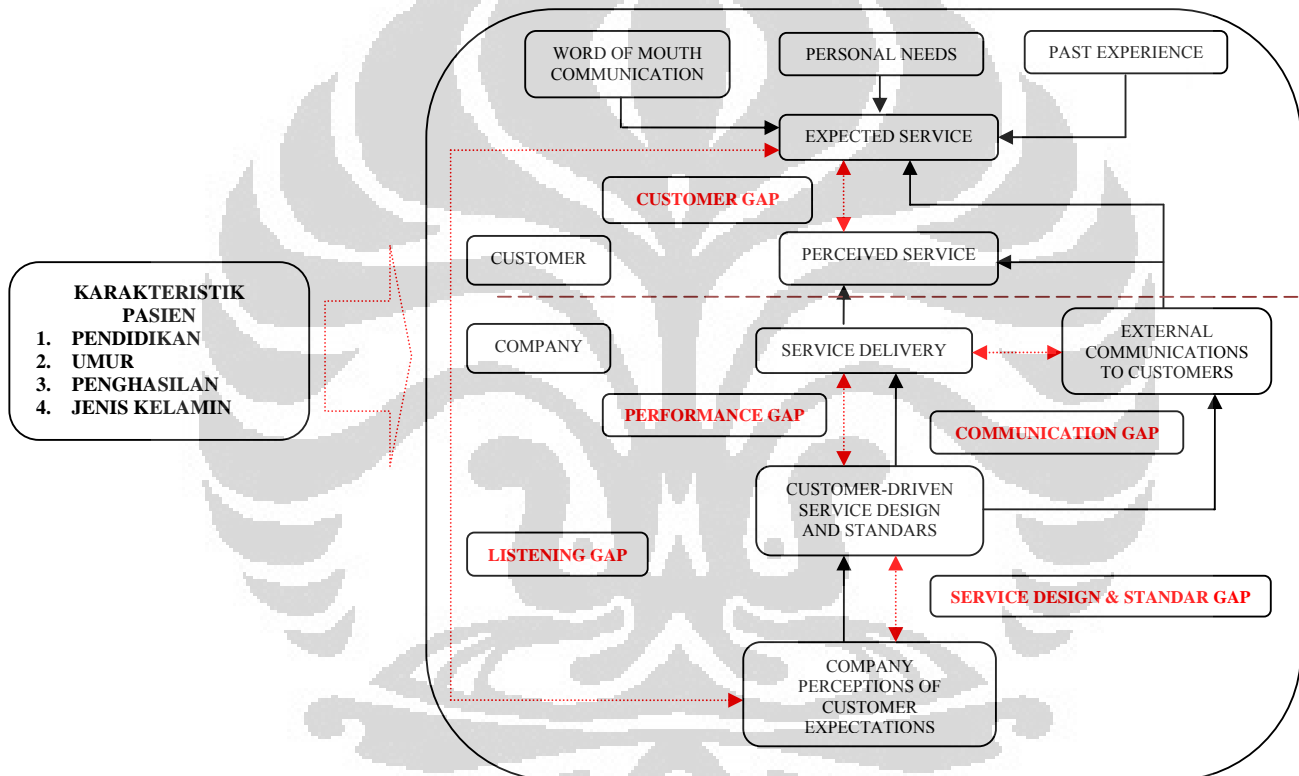 WORD OF MOUTH
COMMUNICATION
PERSONAL NEEDS
PAST EXPERIENCE
EXPECTED SERVICE
CUSTOMER GAP
CUSTOMER
PERCEIVED SERVICE
KARAKTERISTIK
PASIEN
1. PENDIDIKAN
2. UMUR
3. PENGHASILAN
4. JENIS KELAMIN
COMPANY
SERVICE DELIVERY
EXTERNAL
COMMUNICATIONS
TO CUSTOMERS
PERFORMANCE GAP
COMMUNICATION GAP
CUSTOMER-DRIVEN
SERVICE DESIGN
AND STANDARS
LISTENING GAP
SERVICE DESIGN & STANDAR GAP
COMPANY
PERCEPTIONS OF
CUSTOMER
EXPECTATIONS